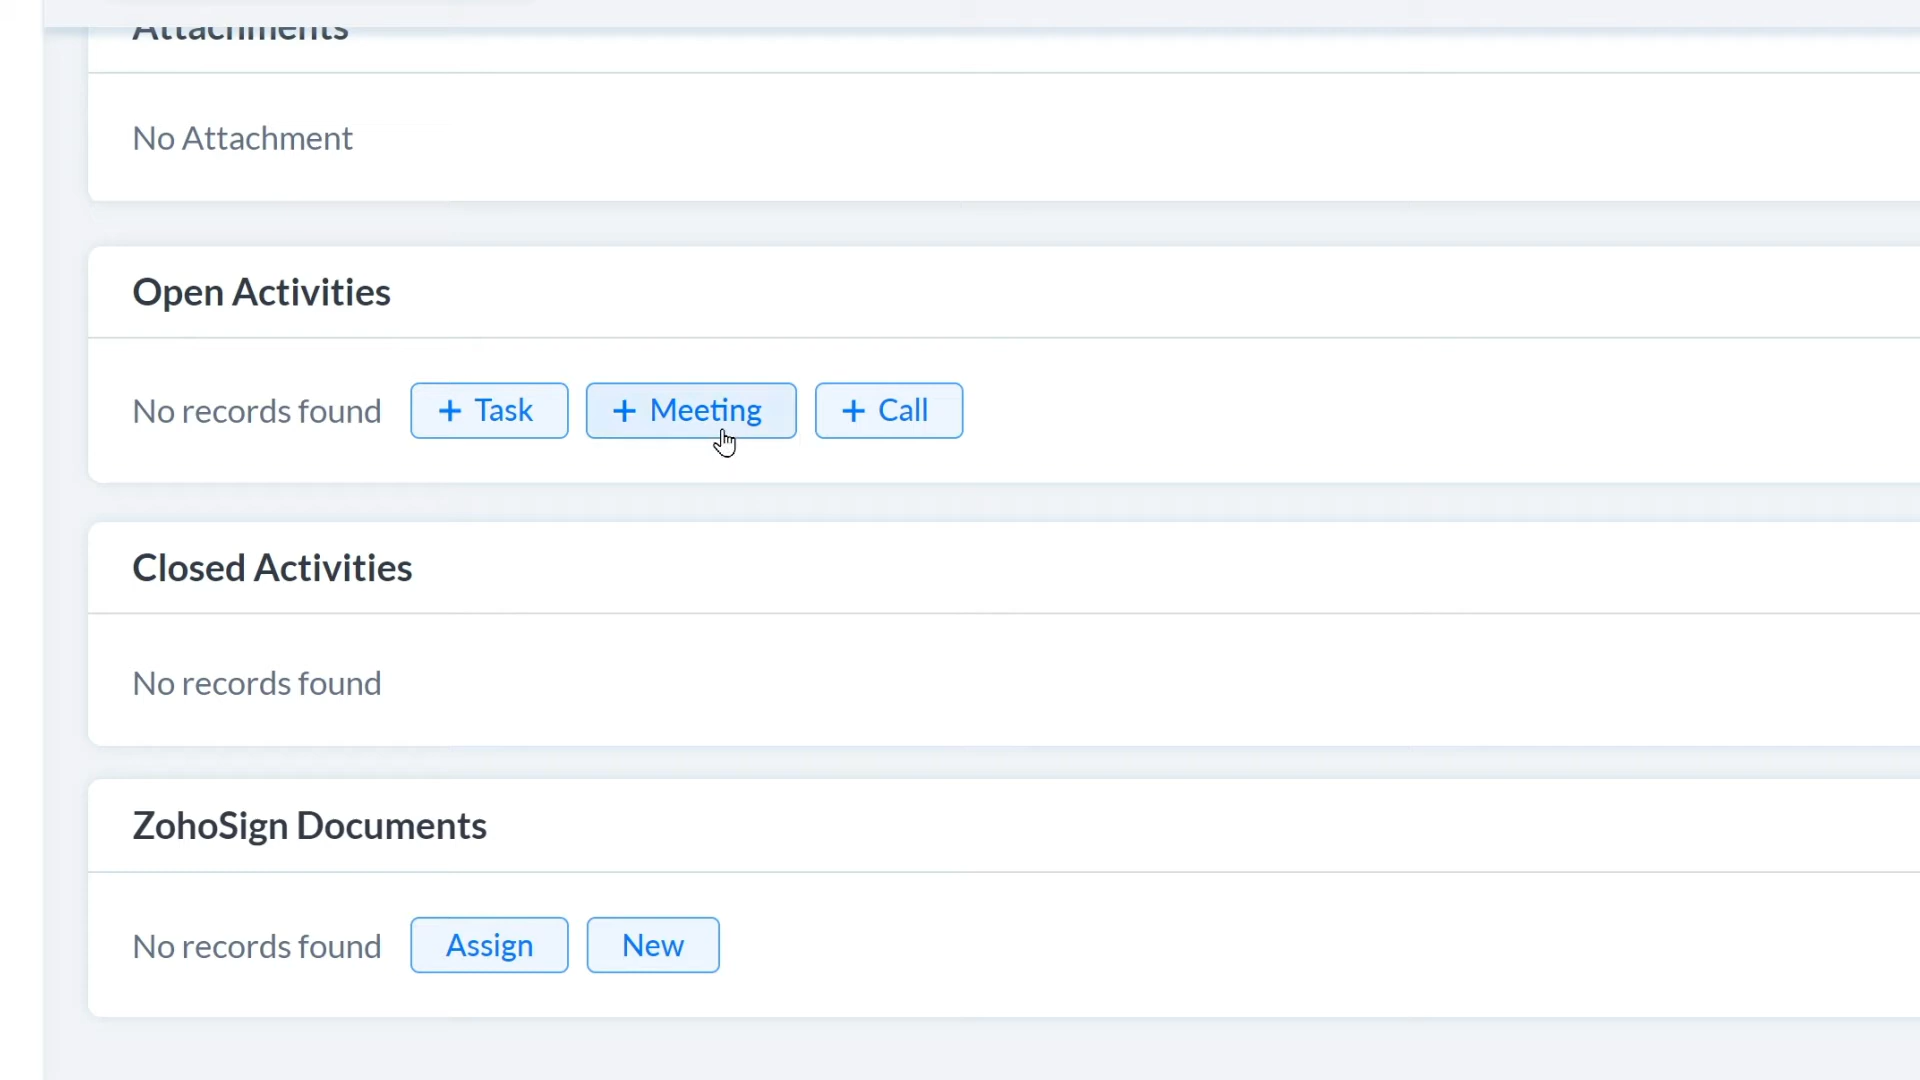 Attachments
No Attachment
Open Activities
No records found + Task + Meeting + Call
Closed Activities
No records found
ZohoSign Documents
No records found Assign New